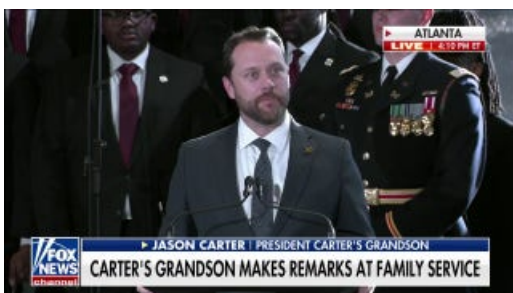 ATLANTA
LIVE 4:10 PM ET
JASON CARTER | PRESIDENT CARTER'S GRANDSON
FOX
NEWS
channel
CARTER'S GRANDSON MAKES REMARKS AT FAMILY SERVICE